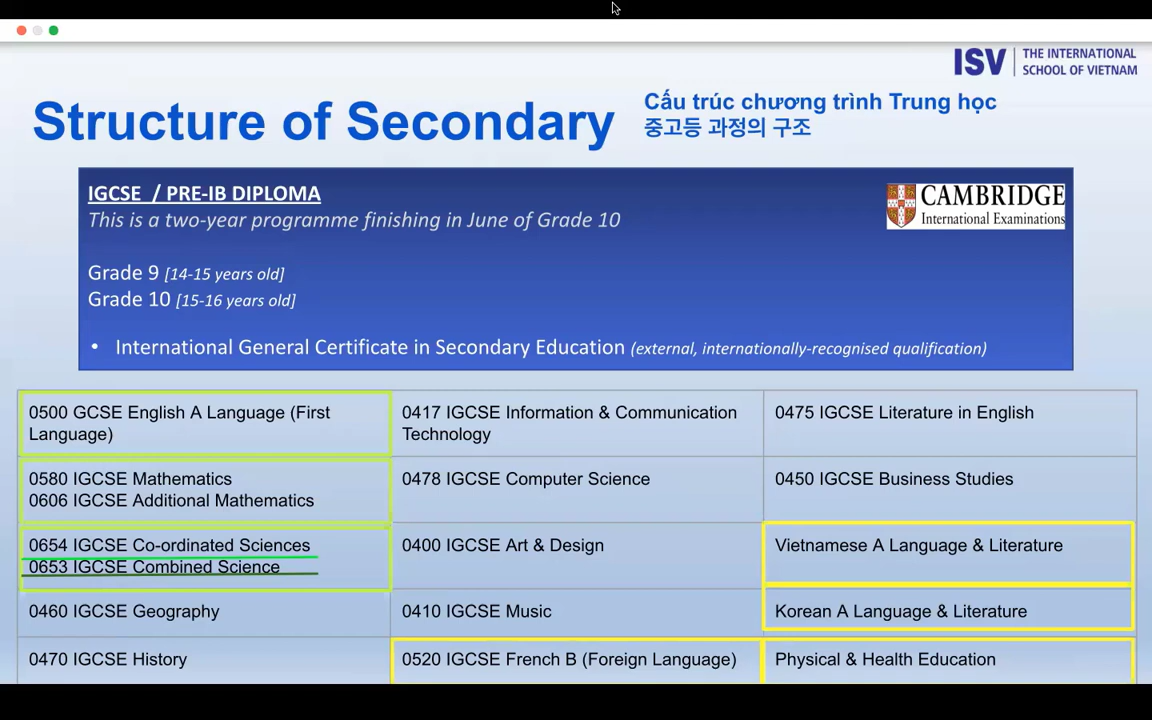 ISV THE INTERNATIONAL
SCHOOL OF VIETNAM
Structure of Secondary
Cấu trúc chương trình Trung học
중고등 과정의 구조
IGCSE / PRE-IB DIPLOMA
This is a two-year programme finishing in June of Grade 10
CAMBRIDGE
International Examinations
Grade 9 [14-15 years old]
Grade 10 [15-16 years old]
• International General Certificate in Secondary Education (external, internationally-recognised qualification)
0500 GCSE English A Language (First
Language)
0417 IGCSE Information & Communication
Technology
0475 IGCSE Literature in English
0580 IGCSE Mathematics
0606 IGCSE Additional Mathematics
0478 IGCSE Computer Science
0450 IGCSE Business Studies
0654 IGCSE Co-ordinated Sciences
0653 IGCSE Combined Science
0400 IGCSE Art & Design
Vietnamese A Language & Literature
0460 IGCSE Geography
0410 IGCSE Music
Korean A Language & Literature
0470 IGCSE History
0520 IGCSE French B (Foreign Language)
Physical & Health Education